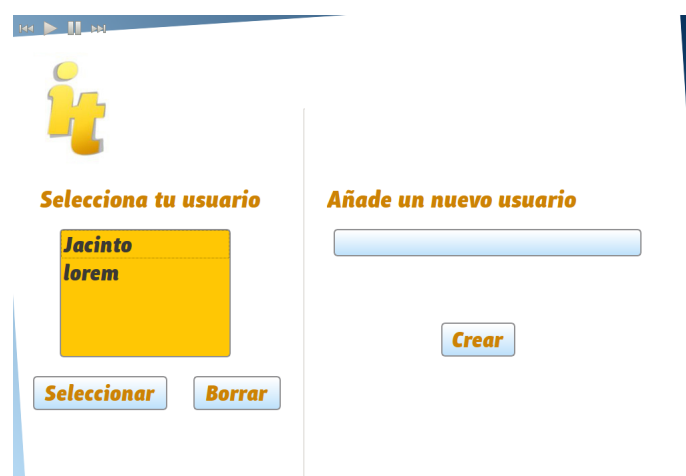 it
Selecciona tu usuario
Jacinto
lorem
Seleccionar
Borrar
Añade un nuevo usuario
Crear